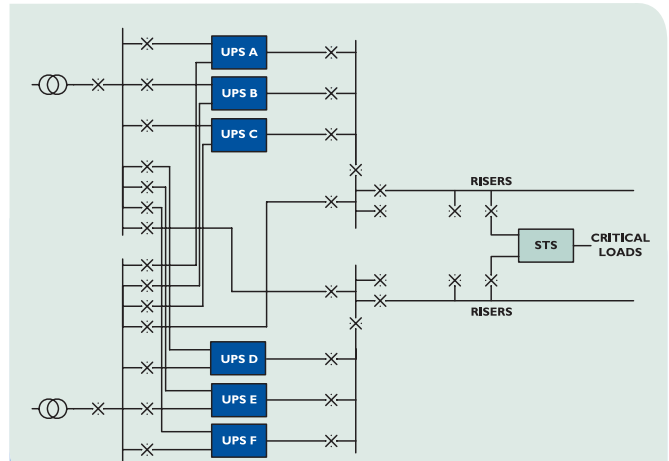 UPS A
UPS B
UPS C
RISERS
STS
CRITICAL
LOADS
RISERS
UPS D
UPS E
UPS F